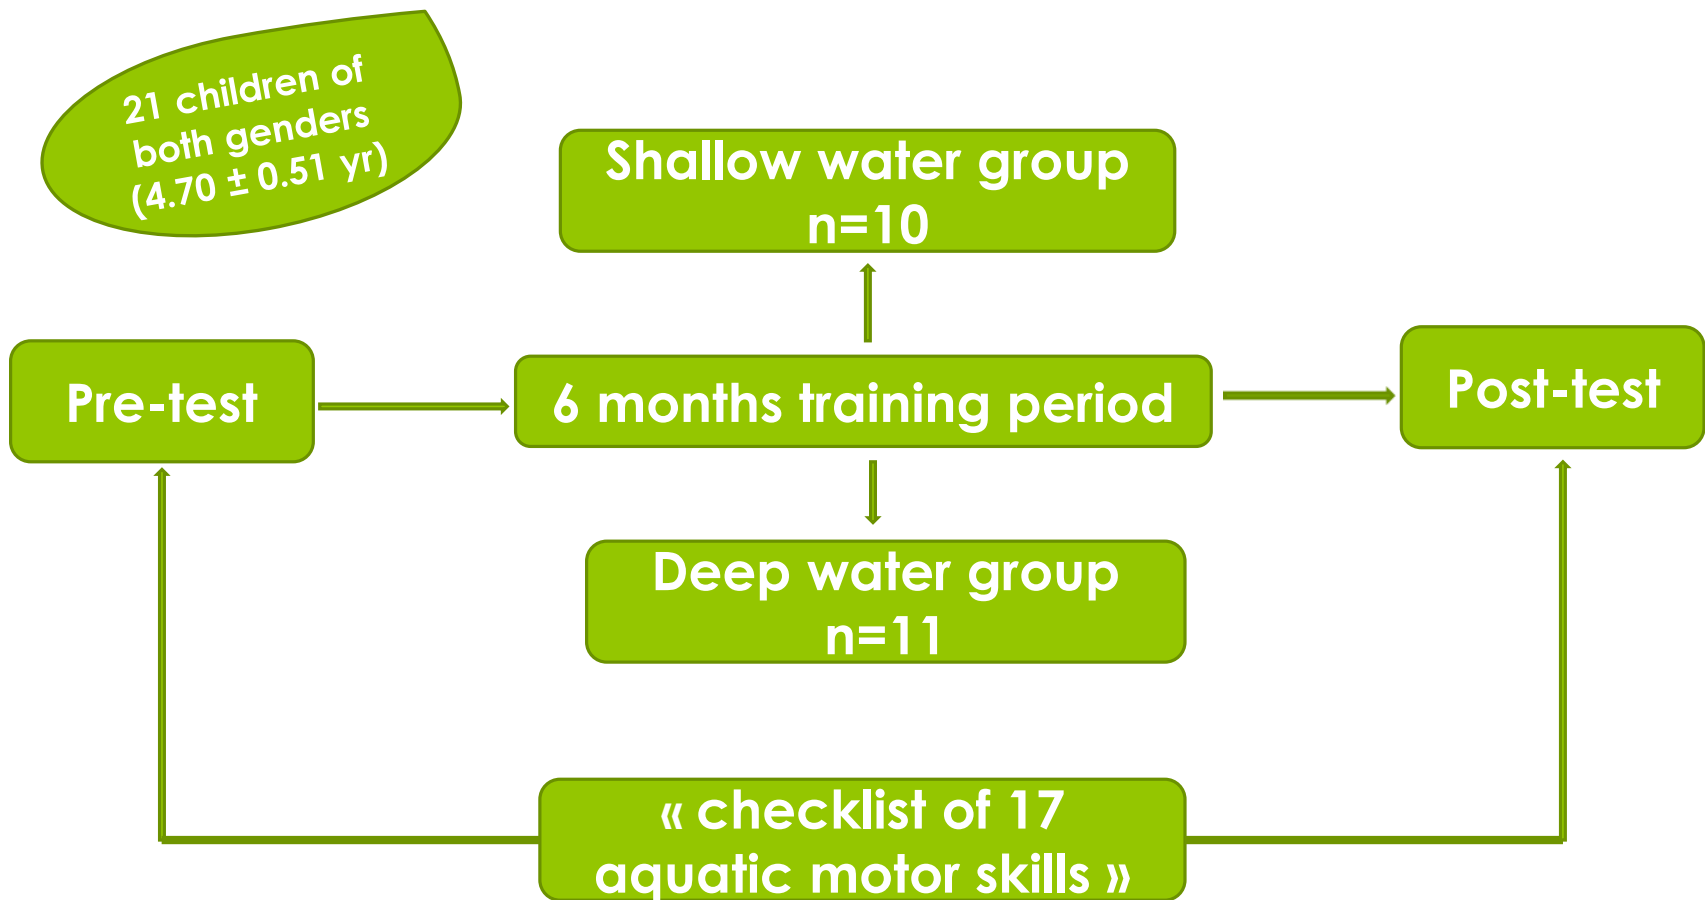 21 children of
both genders
(4.70 ± 0.51 yr)
Shallow water group
n=10
Pre-test
6 months training period
Post-test
Deep water group
n=11
« checklist of 17
aquatic motor skills »